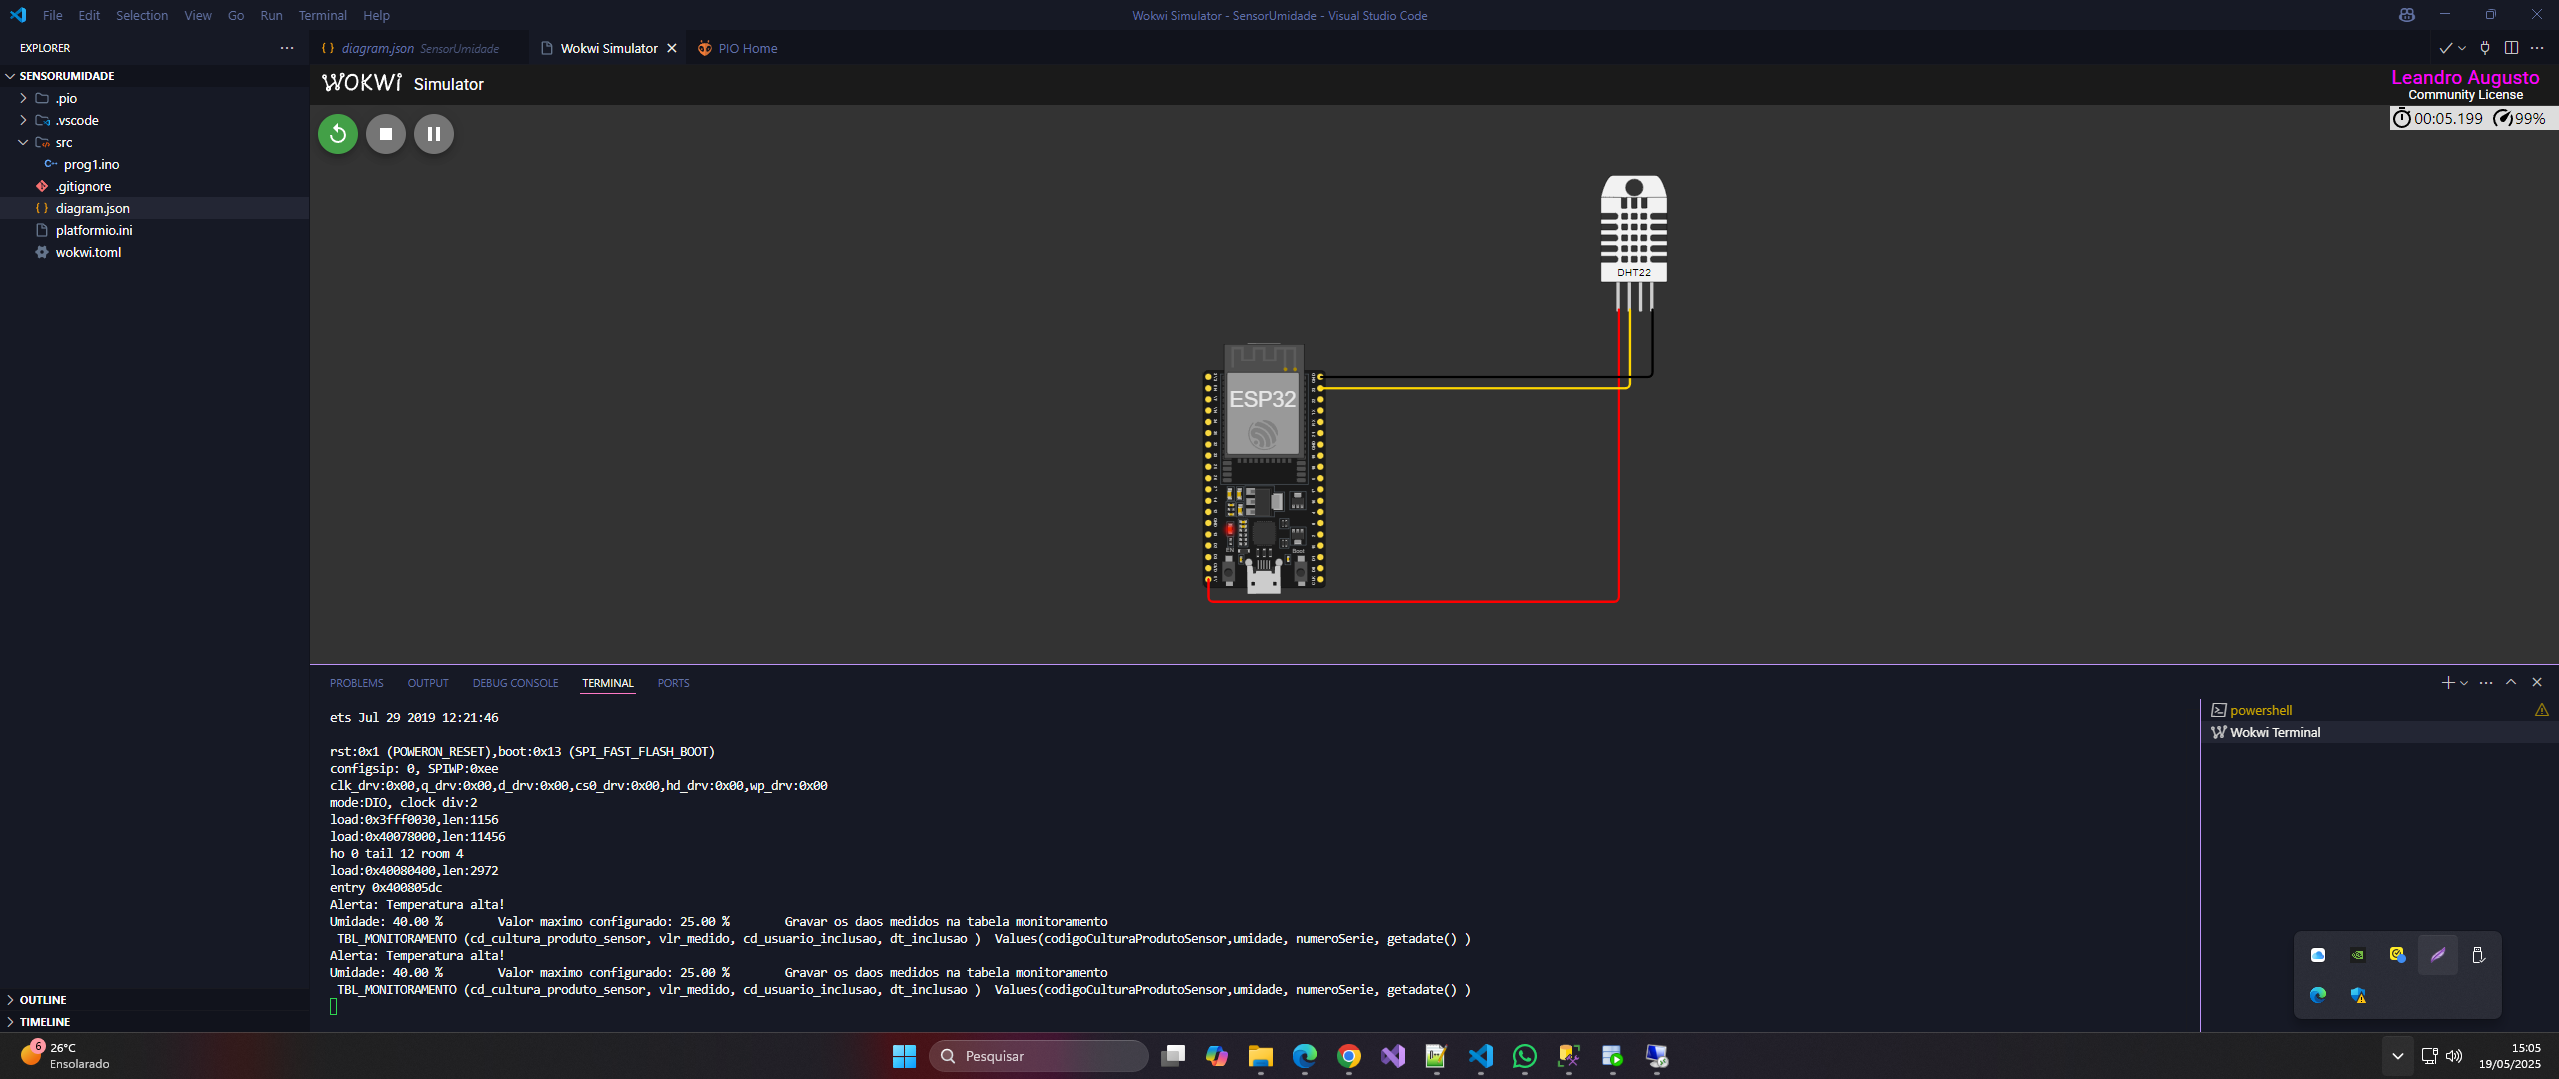 File Edit Selection View Go Run Terminal Help
Wokwi Simulator - SensorUmidade - Visual Studio Code
EXPLORER
SENSORUMIDADE
.pio
.vscode
src
prog1.ino
.gitignore
diagram.json
platformio.ini
wokwi.toml
OUTLINE
TIMELINE
diagram.json SensorUmidade
Wokwi Simulator
PIO Home
WOKWi Simulator
Leandro Augusto
Community License
00:05.199 99%
DHT22
ESP32
EN
Boot
PROBLEMS OUTPUT DEBUG CONSOLE TERMINAL PORTS
ets Jul 29 2019 12:21:46
rst:0x1 (POWERON_RESET),boot:0x13 (SPI_FAST_FLASH_BOOT)
configsip: 0, SPIWP:0xee
clk_drv:0x00,q_drv:0x00,d_drv:0x00,cs0_drv:0x00,hd_drv:0x00,wp_drv:0x00
mode:DIO, clock div:2
load:0x3fff0030,len:1156
load:0x40078000,len:11456
ho 0 tail 12 room 4
load:0x40080400,len:2972
entry 0x400805dc
Alerta: Temperatura alta!
Umidade: 40.00 % Valor maximo configurado: 25.00 % Gravar os daos medidos na tabela monitoramento
TBL_MONITORAMENTO (cd_cultura_produto_sensor, vlr_medido, cd_usuario_inclusao, dt_inclusao ) Values(codigoCulturaProdutoSensor,umidade, numeroSerie, getadate() )
Alerta: Temperatura alta!
Umidade: 40.00 % Valor maximo configurado: 25.00 % Gravar os daos medidos na tabela monitoramento
TBL_MONITORAMENTO (cd_cultura_produto_sensor, vlr_medido, cd_usuario_inclusao, dt_inclusao ) Values(codigoCulturaProdutoSensor,umidade, numeroSerie, getadate() )
powershell
Wokwi Terminal
6
26°C
Ensolarado
Pesquisar
15:05
19/05/2025